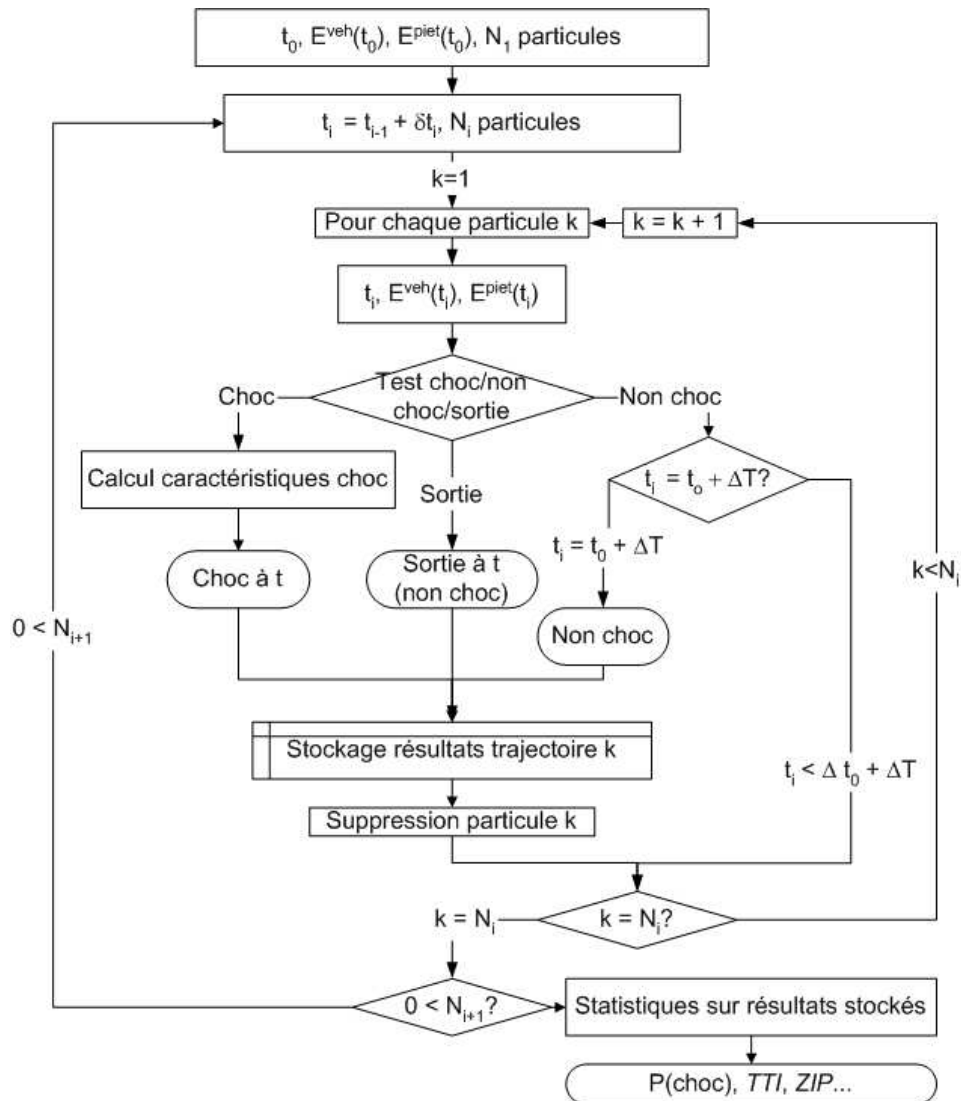 t₀, Eᵛᵉʰ(t₀), Eᵖⁱᵉᵗ(t₀), N₁ particules
tᵢ = tᵢ₋₁ + δtᵢ, Nᵢ particules
k=1
Pour chaque particule k
k = k + 1
tᵢ, Eᵛᵉʰ(tᵢ), Eᵖⁱᵉᵗ(tᵢ)
Test choc/non
choc/sortie
Choc
Non choc
Calcul caractéristiques choc
tᵢ = tₒ + ΔT?
Sortie
tᵢ = t₀ + ΔT
Choc à t
Sortie à t
(non choc)
k<Nᵢ
0 < Nᵢ₊₁
Non choc
Stockage résultats trajectoire k
tᵢ < Δ t₀ + ΔT
Suppression particule k
k = Nᵢ
k = Nᵢ?
0 < Nᵢ₊₁?
Statistiques sur résultats stockés
P(choc), TTI, ZIP...